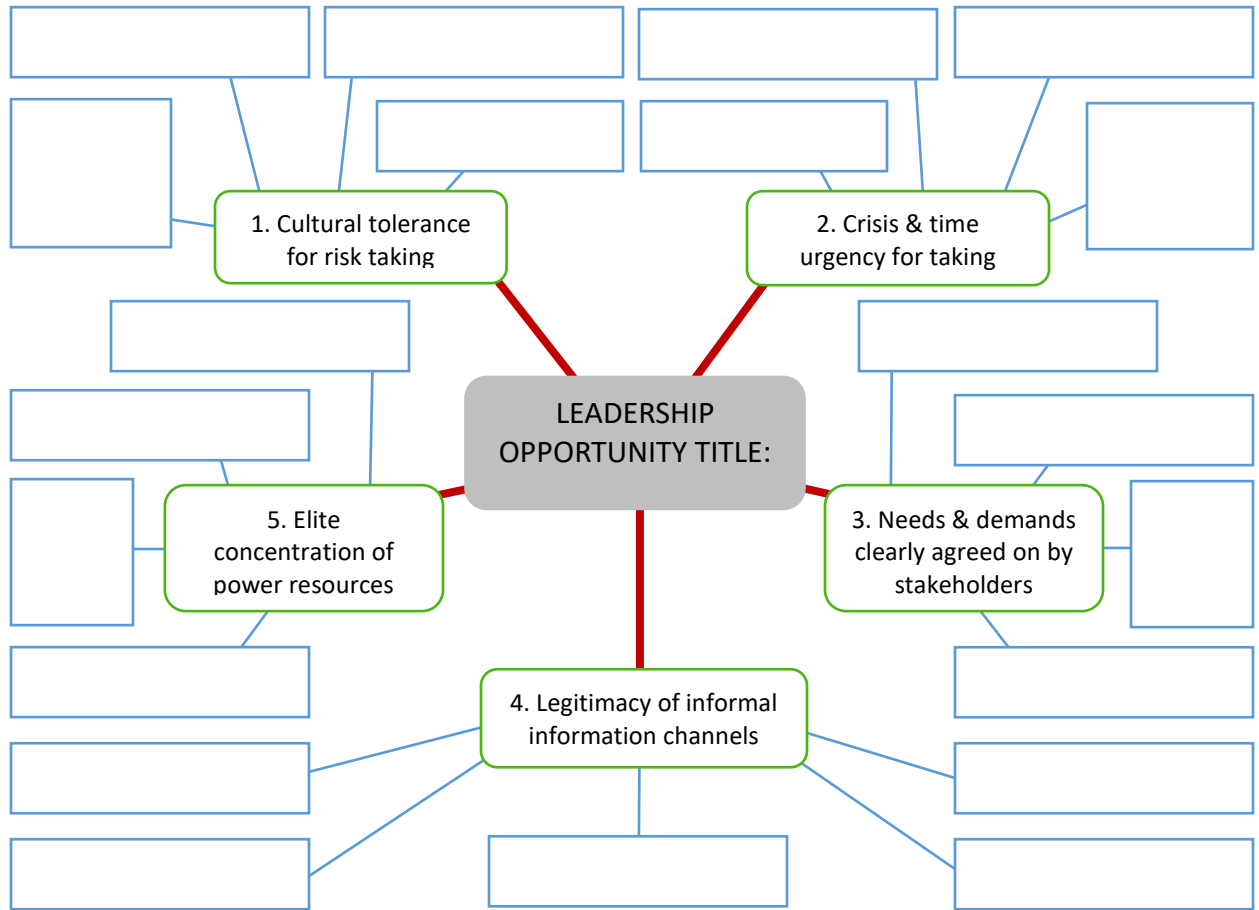 1. Cultural tolerance
for risk taking
2. Crisis & time
urgency for taking
LEADERSHIP
OPPORTUNITY TITLE:
5. Elite
concentration of
power resources
3. Needs & demands
clearly agreed on by
stakeholders
4. Legitimacy of informal
information channels